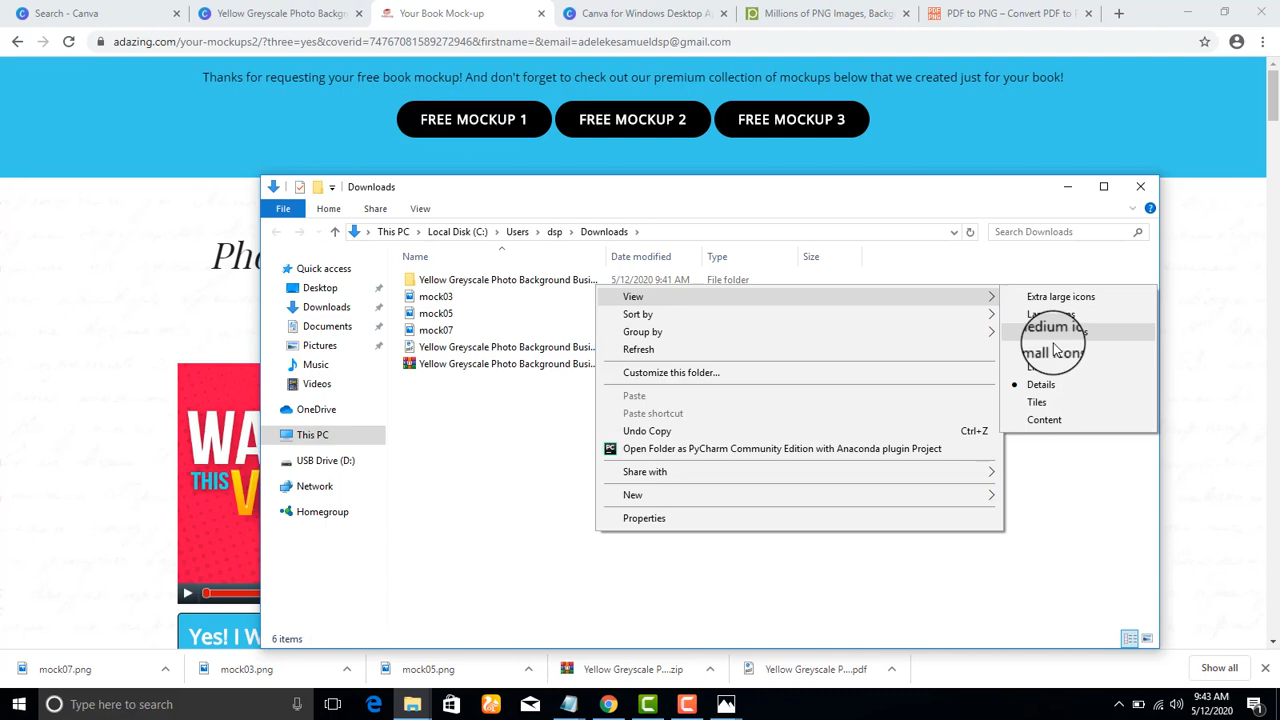 Search - Canva
Yellow Greyscale Photo Backgro
Your Book Mock-up
Canva for Windows Desktop A
Millions of PNG Images, Backg
PDF to PNG – Convert PDF to
adazing.com/your-mockups2/?three=yes&coverid=74767081589272946&firstname=&email=adelekesamueldsp@gmail.com
Thanks for requesting your free book mockup! And don't forget to check out our premium collection of mockups below that we created just for your book!
FREE MOCKUP 1 FREE MOCKUP 2 FREE MOCKUP 3
Downloads
File Home Share View
This PC Local Disk (C:) Users dsp Downloads
Search Downloads
Name Date modified Type Size
Quick access
Desktop
Downloads
Documents
Pictures
Music
Videos
OneDrive
This PC
USB Drive (D:)
Network
Homegroup
Yellow Greyscale Photo Background Busi... 5/12/2020 9:41 AM File folder
mock03
mock05
mock07
Yellow Greyscale Photo Background Busi...
Yellow Greyscale Photo Background Busi...
View
Sort by
Group by
Refresh
Customize this folder...
Paste
Paste shortcut
Undo Copy Ctrl+Z
Open Folder as PyCharm Community Edition with Anaconda plugin Project
Share with
New
Properties
Extra large icons
edium ic
mall icons
Details
Tiles
Content
6 items
Pho
WA
THIS V
Yes! I W
mock07.png
mock03.png
mock05.png
Yellow Greyscale P....zip
Yellow Greyscale P....pdf
Show all
Type here to search
9:43 AM
5/12/2020